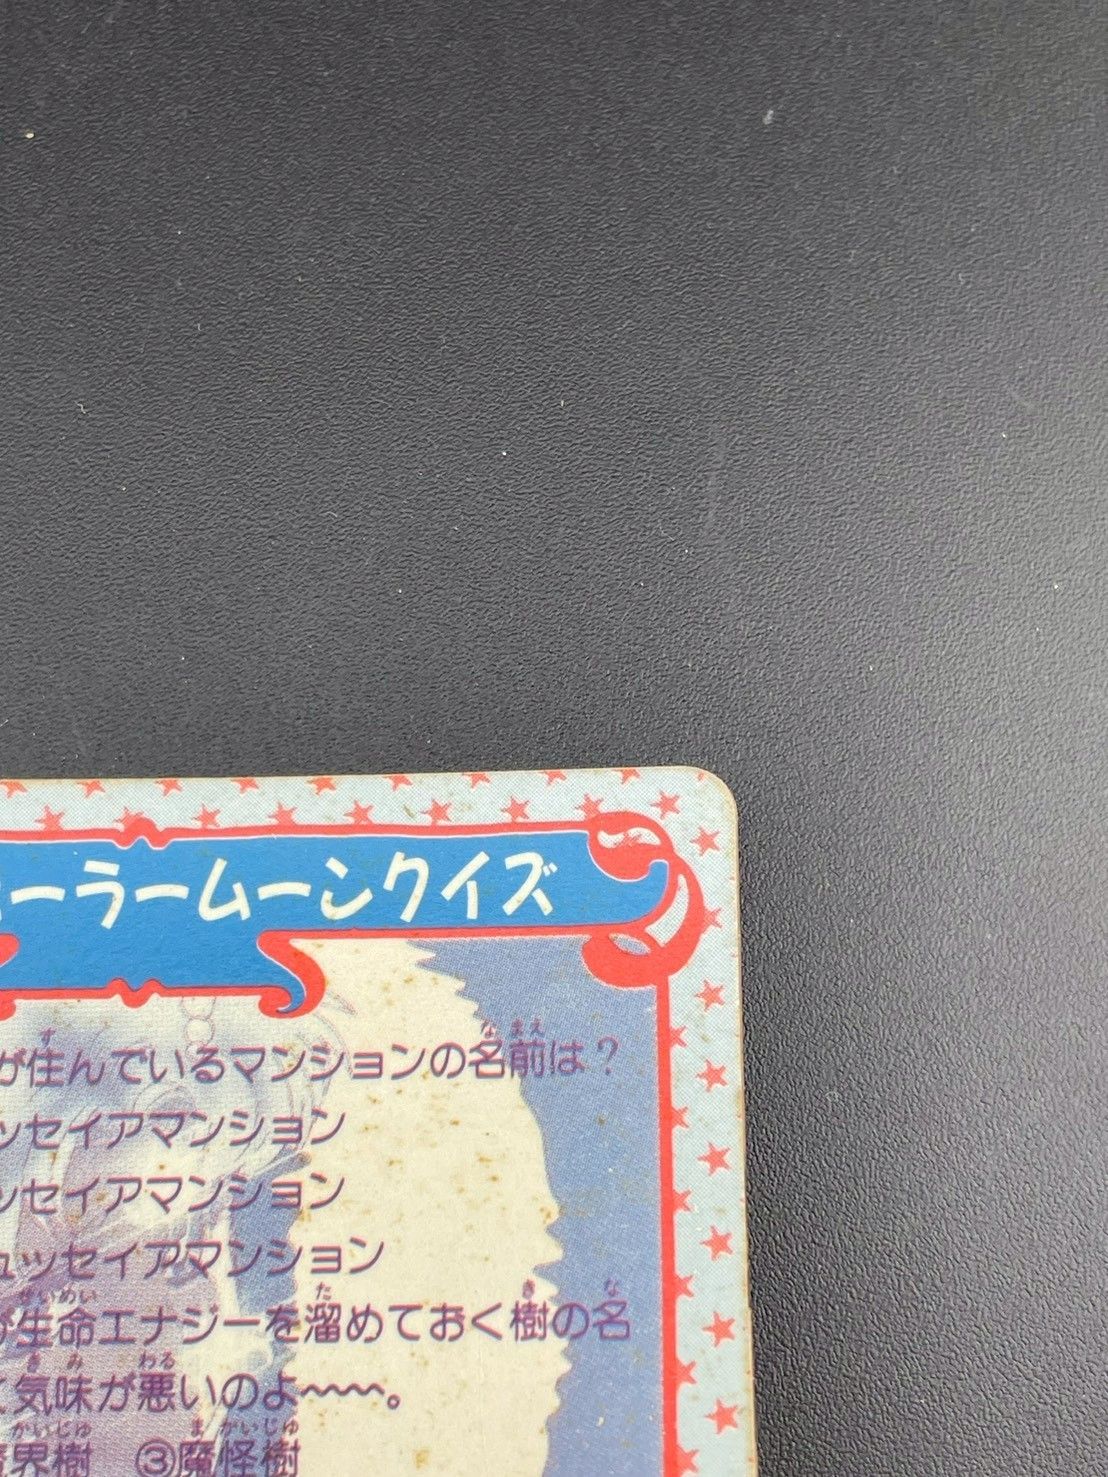 ーラームーンクイズ
が住んでいるマンションの名前は？
ッセイアマンション
ッセイアマンション
ュッセイアマンション
が生命エナジーを溜めておく樹の名
気味が悪いのよ〜〜。
界樹 ③魔怪樹